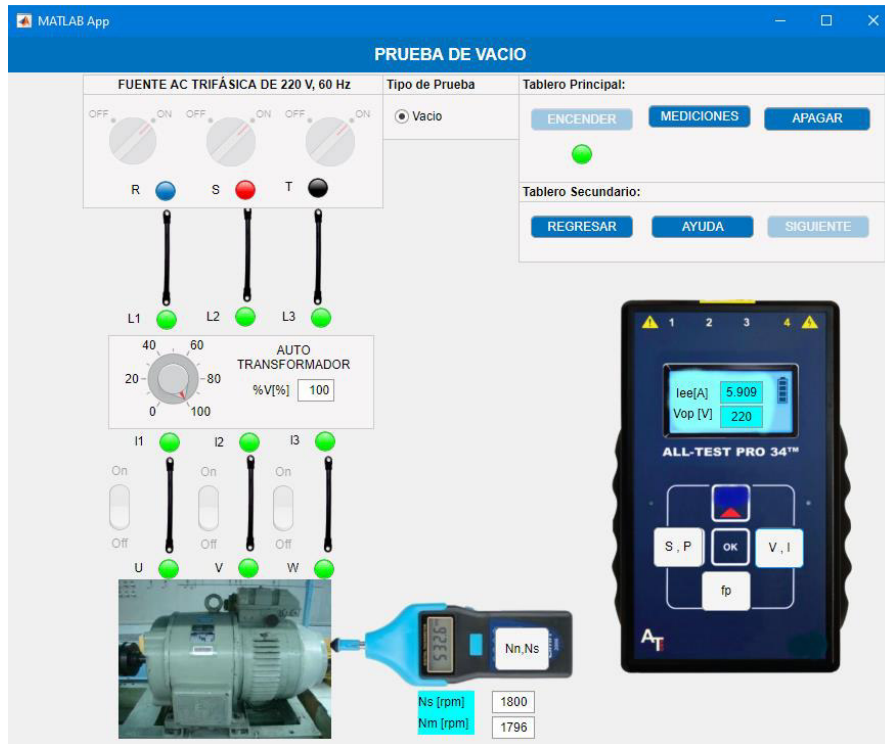 MATLAB App
PRUEBA DE VACIO
FUENTE AC TRIFÁSICA DE 220 V, 60 Hz
OFF ON OFF ON OFF ON
R S T
Tipo de Prueba
Vacio
Tablero Principal:
ENCENDER MEDICIONES APAGAR
Tablero Secundario:
REGRESAR AYUDA SIGUIENTE
L1 L2 L3
40 60
20 80
0 100
AUTO
TRANSFORMADOR
%V[%] 100
I1 I2 I3
On On On
Off Off Off
U V W
1 2 3 4
Iee[A] 5.909
Vop [V] 220
ALL-TEST PRO 34™
S , P OK V , I
fp
AT
Nn,Ns
Ns [rpm] 1800
Nm [rpm] 1796